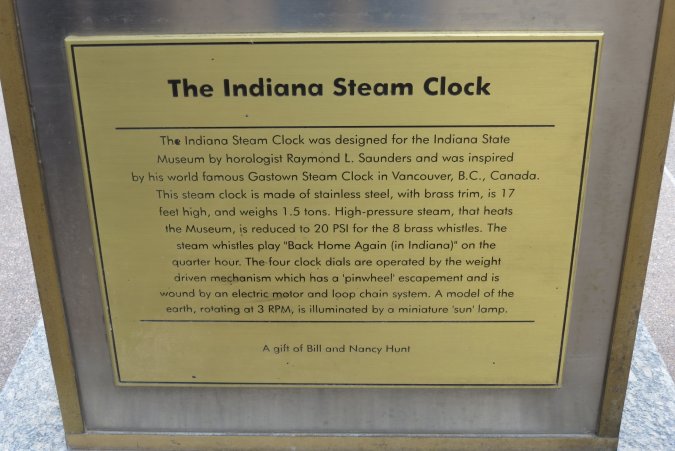 The Indiana Steam Clock
The Indiana Steam Clock was designed for the Indiana State
Museum by horologist Raymond L. Saunders and was inspired
by his world famous Gastown Steam Clock in Vancouver, B.C., Canada.
This steam clock is made of stainless steel, with brass trim, is 17
feet high, and weighs 1.5 tons. High-pressure steam, that heats
the Museum, is reduced to 20 PSI for the 8 brass whistles. The
steam whistles play "Back Home Again (in Indiana)" on the
quarter hour. The four clock dials are operated by the weight
driven mechanism which has a 'pinwheel' escapement and is
wound by an electric motor and loop chain system. A model of the
earth, rotating at 3 RPM, is illuminated by a miniature 'sun' lamp.
A gift of Bill and Nancy Hunt